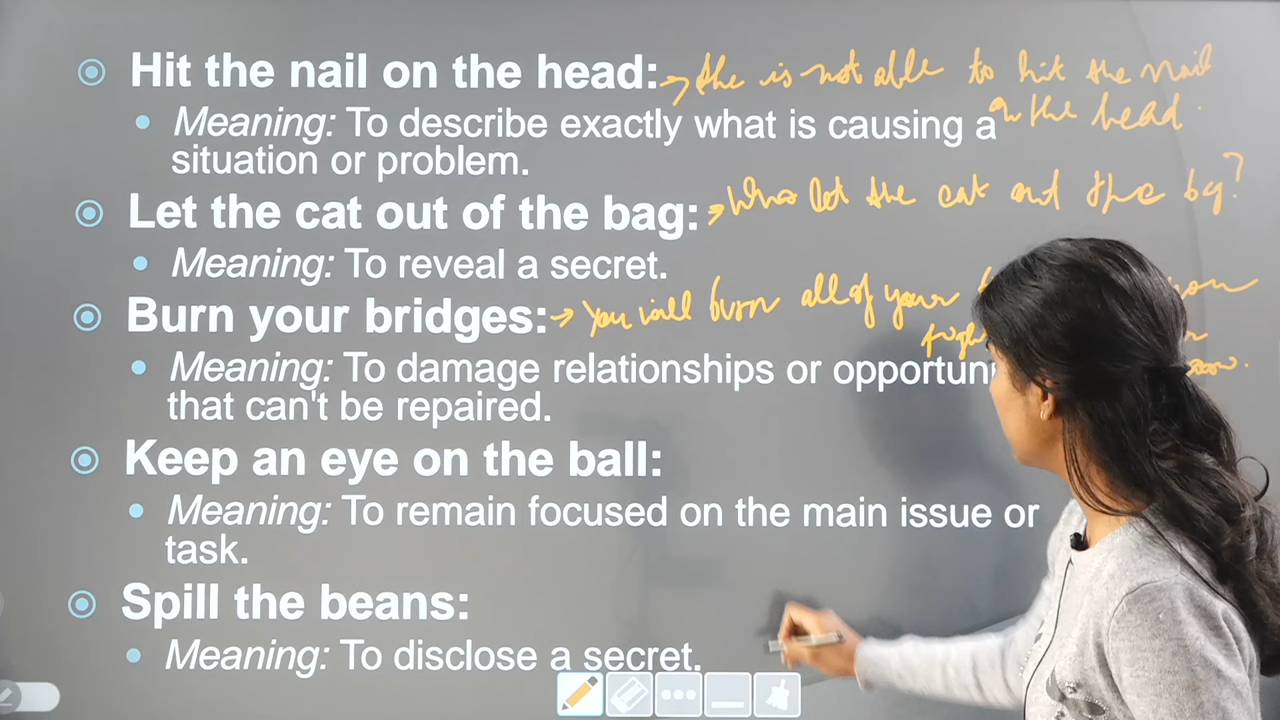 Hit the nail on the head: → She is not able to hit the nail
on the head.
Meaning: To describe exactly what is causing a
situation or problem.
Let the cat out of the bag: → Who let the cat out the bg?
Meaning: To reveal a secret.
Burn your bridges: → You will burn all of your you
Meaning: To damage relationships or
that can't be repaired.
Keep an eye on the ball:
Meaning: To remain focused on the main issue or
task.
Spill the beans:
Meaning: To disclose a secret.